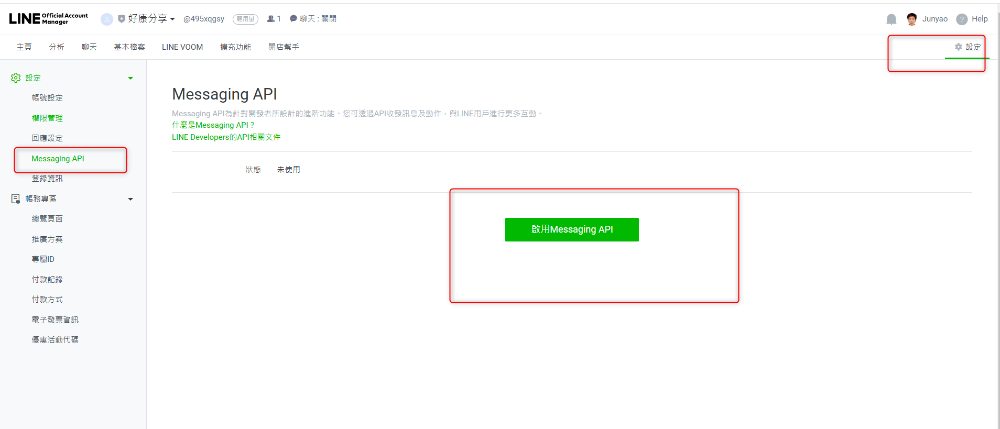 LINE Official Account Manager
好康分享 @495xqgsy 輕用量 1 聊天 : 關閉
Junyao ? Help
主頁 分析 聊天 基本檔案 LINE VOOM 擴充功能 開店幫手 設定
設定
帳號設定
權限管理
回應設定
Messaging API
登錄資訊
帳務專區
總覽頁面
推廣方案
專屬ID
付款記錄
付款方式
電子發票資訊
優惠活動代碼
Messaging API
Messaging API為針對開發者所設計的進階功能。您可透過API收發訊息及動作，與LINE用戶進行更多互動。
什麼是Messaging API？
LINE Developers的API相關文件
狀態 未使用
啟用Messaging API